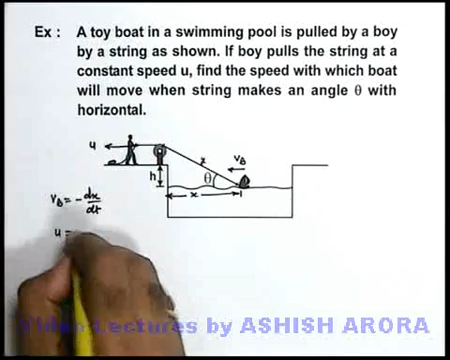 Ex : A toy boat in a swimming pool is pulled by a boy
by a string as shown. If boy pulls the string at a
constant speed u, find the speed with which boat
will move when string makes an angle θ with
horizontal.
u
z
v_B
h
θ
x
v_B = - dx/dt
u =
Video Lectures by ASHISH ARORA